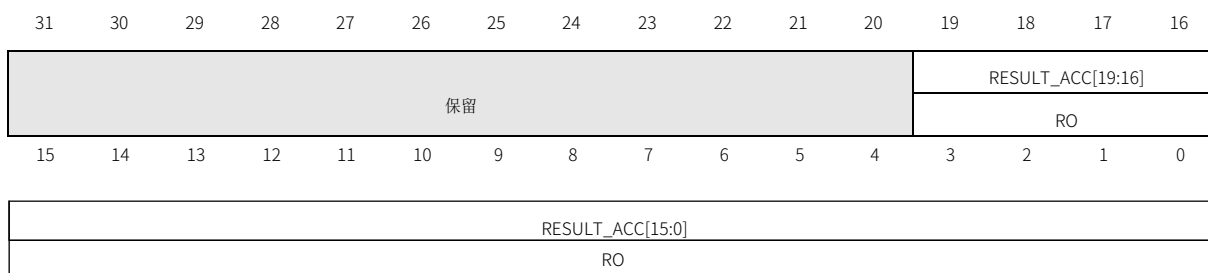 31 30 29 28 27 26 25 24 23 22 21 20 19 18 17 16
保留
RESULT_ACC[19:16]
RO
15 14 13 12 11 10 9 8 7 6 5 4 3 2 1 0
RESULT_ACC[15:0]
RO